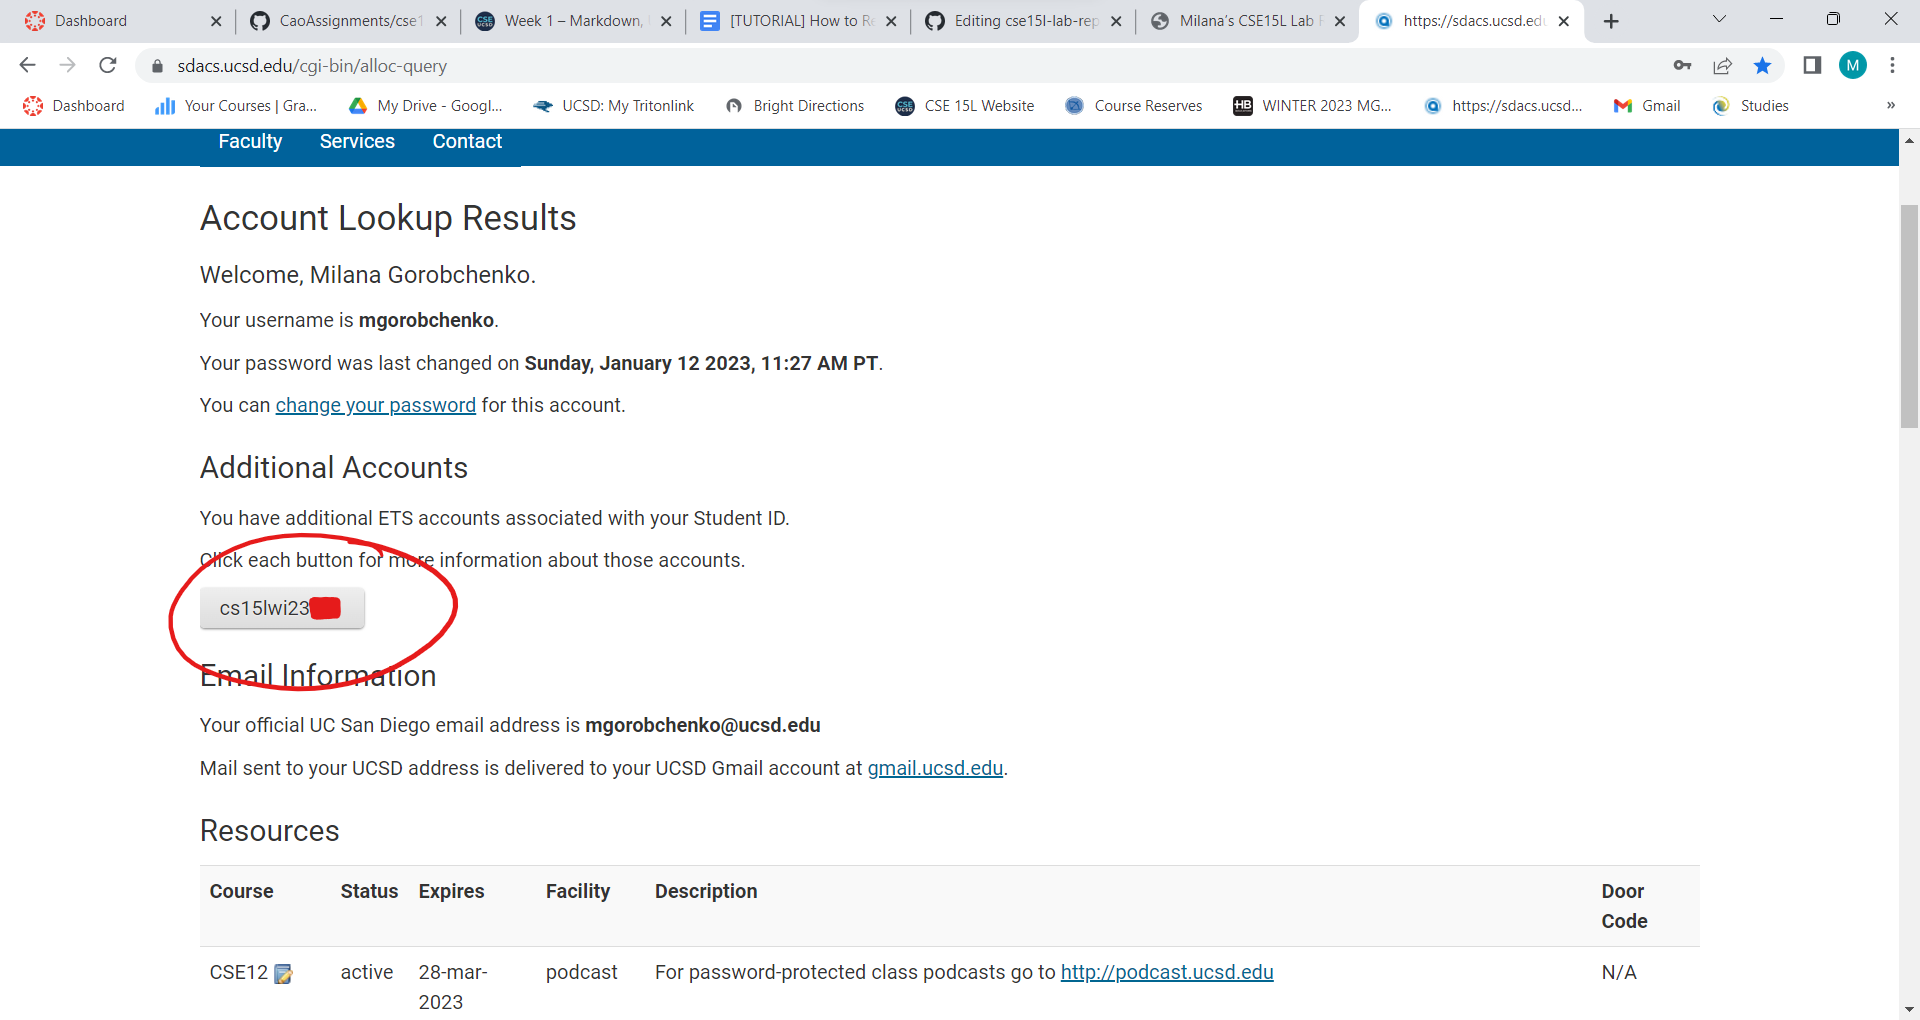 Dashboard
CaoAssignments/cse1
Week 1 – Markdown,
[TUTORIAL] How to Re
Editing cse15l-lab-rep
Milana's CSE15L Lab
https://sdacs.ucsd.edu
sdacs.ucsd.edu/cgi-bin/alloc-query
M
Dashboard
Your Courses | Gra...
My Drive - Googl...
UCSD: My Tritonlink
Bright Directions
CSE 15L Website
Course Reserves
HB WINTER 2023 MG...
https://sdacs.ucsd...
Gmail
Studies
»
Faculty Services Contact
Account Lookup Results
Welcome, Milana Gorobchenko.
Your username is mgorobchenko.
Your password was last changed on Sunday, January 12 2023, 11:27 AM PT.
You can change your password for this account.
Additional Accounts
You have additional ETS accounts associated with your Student ID.
Click each button for more information about those accounts.
cs15lwi23
Email Information
Your official UC San Diego email address is mgorobchenko@ucsd.edu
Mail sent to your UCSD address is delivered to your UCSD Gmail account at gmail.ucsd.edu.
Resources
Course Status Expires Facility Description Door
Code
CSE12 active 28-mar- podcast For password-protected class podcasts go to http://podcast.ucsd.edu N/A
2023